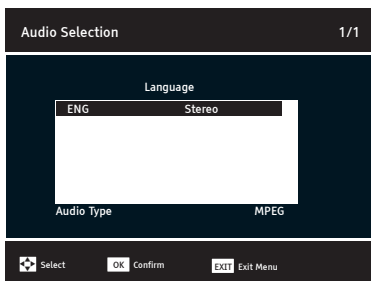 Audio Selection 1/1
Language
ENG Stereo
Audio Type MPEG
Select OK Confirm EXIT Exit Menu